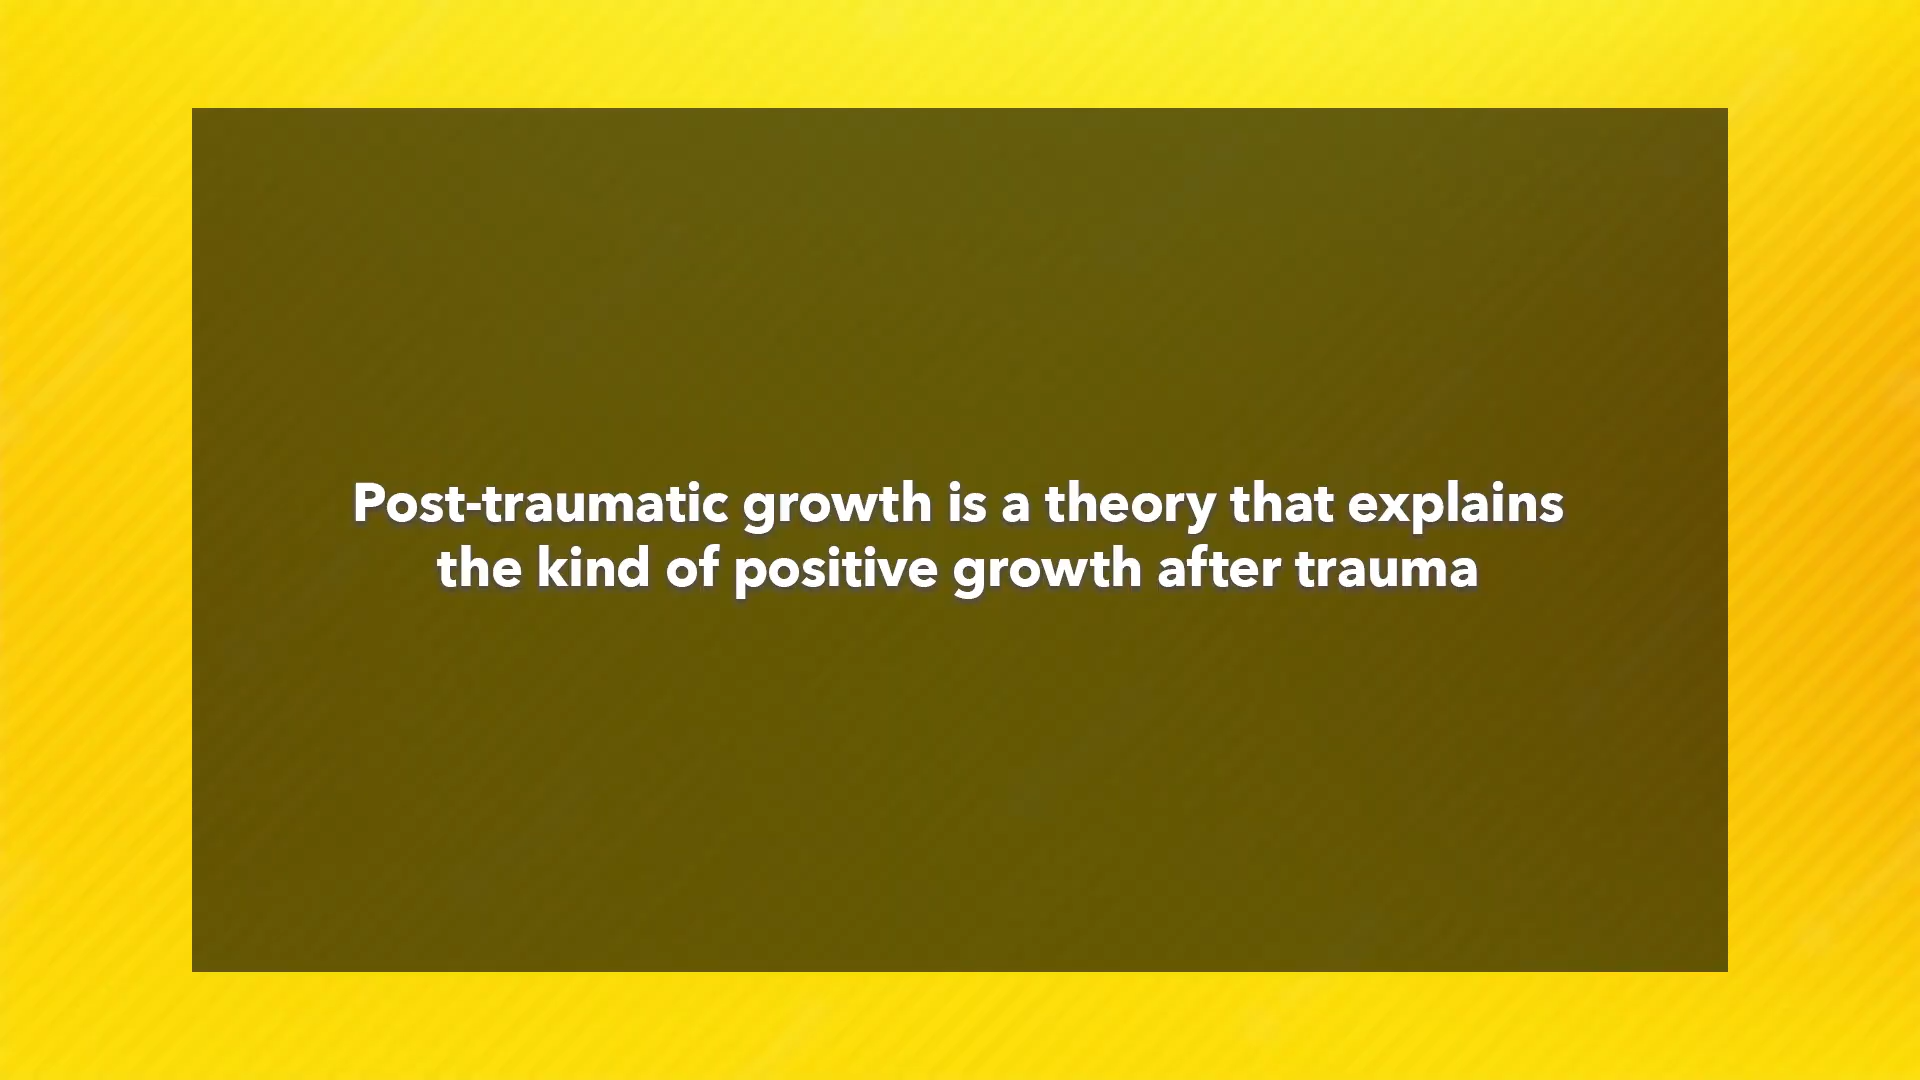 Post-traumatic growth is a theory that explains
the kind of positive growth after trauma